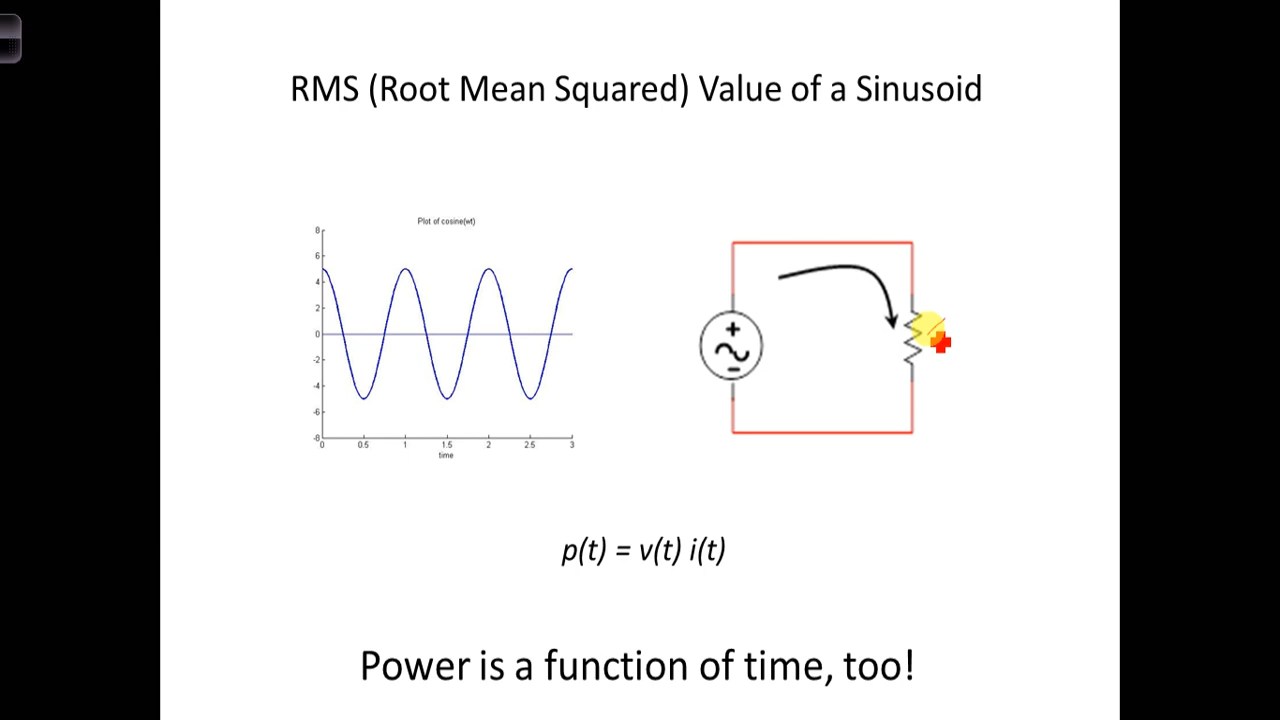 RMS (Root Mean Squared) Value of a Sinusoid
Plot of cosine(wt)
8
6
4
2
0
-2
-4
-6
-8
0 0.5 1 1.5 2 2.5 3
time
+
p(t) = v(t) i(t)
Power is a function of time, too!